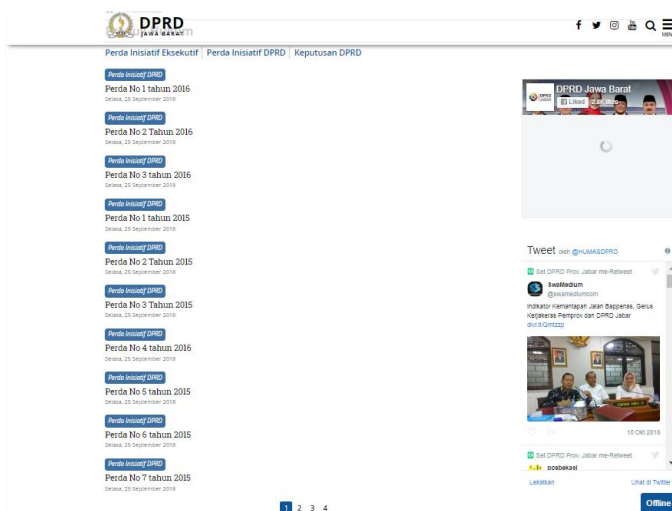 DPRD
JAWA BARAT
MENU
Perda Inisiatif Eksekutif
Perda Inisiatif DPRD
Keputusan DPRD
Perda Inisiatif DPRD
Perda No 1 tahun 2016
Selasa, 25 September 2018
Perda Inisiatif DPRD
Perda No 2 Tahun 2016
Selasa, 25 September 2018
Perda Inisiatif DPRD
Perda No 3 tahun 2016
Selasa, 25 September 2018
Perda Inisiatif DPRD
Perda No 1 tahun 2015
Selasa, 25 September 2018
Perda Inisiatif DPRD
Perda No 2 Tahun 2015
Selasa, 25 September 2018
Perda Inisiatif DPRD
Perda No 3 Tahun 2015
Selasa, 25 September 2018
Perda Inisiatif DPRD
Perda No 4 tahun 2016
Selasa, 25 September 2018
Perda Inisiatif DPRD
Perda No 5 tahun 2015
Selasa, 25 September 2018
Perda Inisiatif DPRD
Perda No 6 tahun 2015
Selasa, 25 September 2018
Perda Inisiatif DPRD
Perda No 7 tahun 2015
Selasa, 25 September 2018
1 2 3 4
DPRD Jawa Barat
Liked
2.8K likes
Tweet oleh @HUMASDPRD
Set DPRD Prov. Jabar me-Retweet
SwaMedium
@swamediumcom
Indikator Kemantapan Jalan Bappenas, Gerus
Kerjakeras Pemprov dan DPRD Jabar
10 Okt 2018
Set DPRD Prov. Jabar me-Retweet
posbekasi
Lekatkan
Lihat di Twitter
Offline